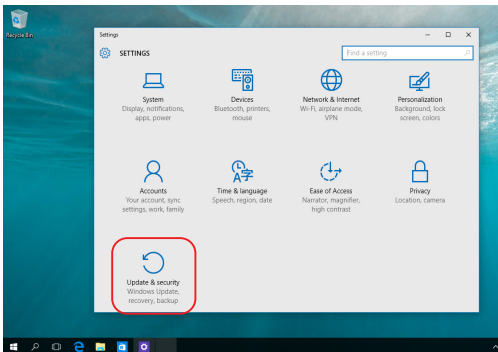 Recycle Bin
Settings
SETTINGS
Find a setting
System
Display, notifications,
apps, power
Devices
Bluetooth, printers,
mouse
Network & Internet
Wi-Fi, airplane mode,
VPN
Personalization
Background, lock
screen, colors
Accounts
Your account, sync
settings, work, family
Time & language
Speech, region, date
Ease of Access
Narrator, magnifier,
high contrast
Privacy
Location, camera
Update & security
Windows Update,
recovery, backup